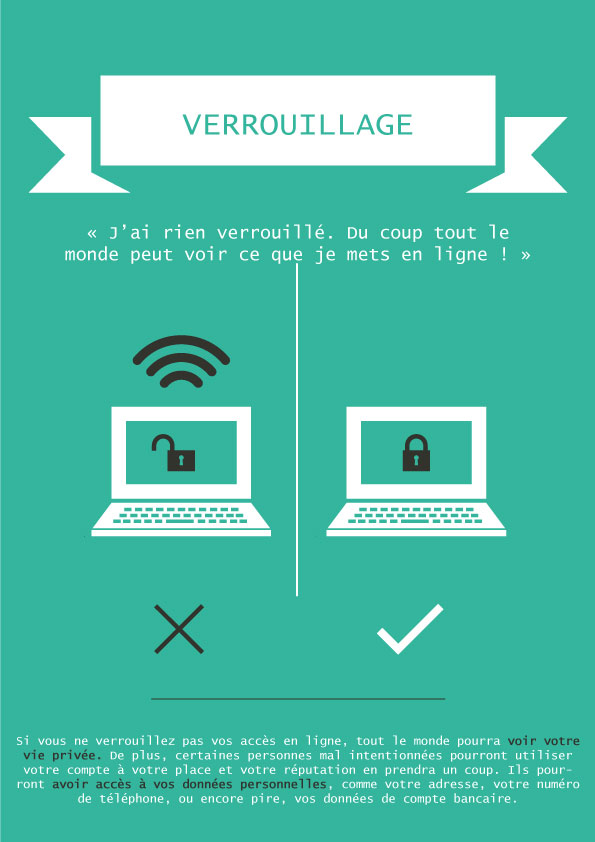 VERROUILLAGE
« J'ai rien verrouillé. Du coup tout le
monde peut voir ce que je mets en ligne ! »
Si vous ne verrouillez pas vos accès en ligne, tout le monde pourra voir votre
vie privée. De plus, certaines personnes mal intentionnées pourront utiliser
votre compte à votre place et votre réputation en prendra un coup. Ils pour-
ront avoir accès à vos données personnelles, comme votre adresse, votre numéro
de téléphone, ou encore pire, vos données de compte bancaire.